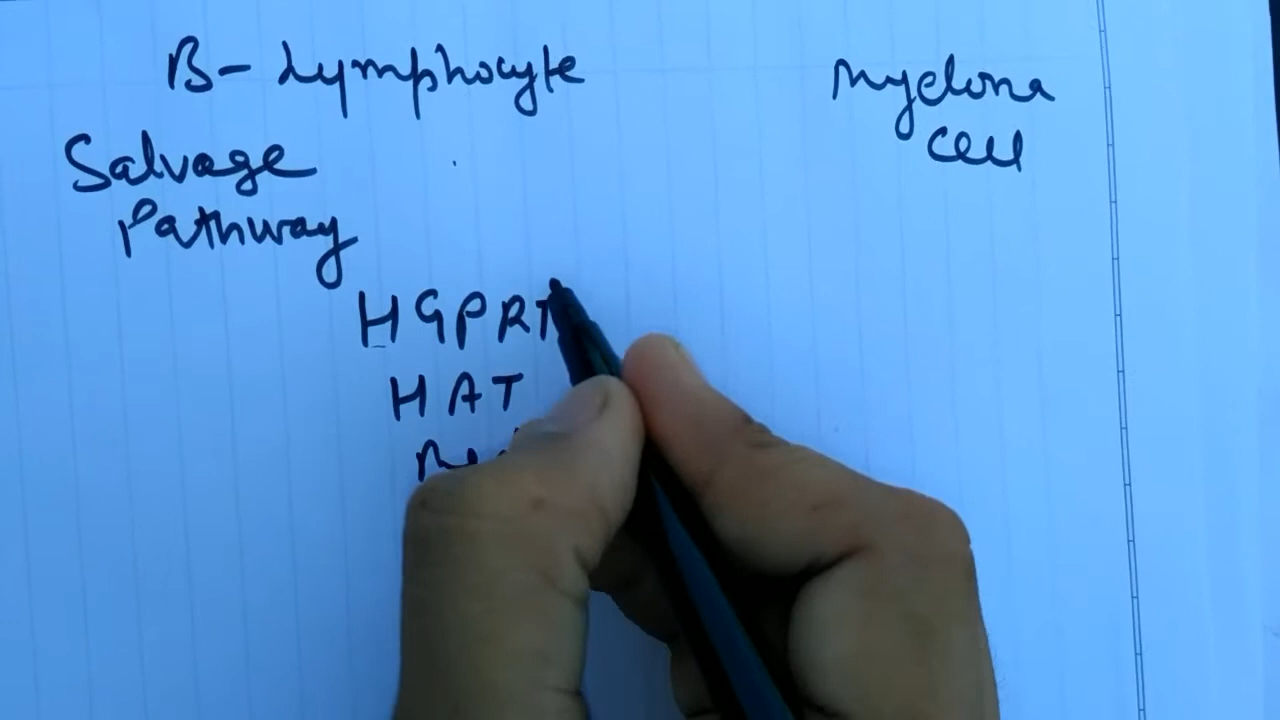 B- Lymphocyte
Myeloma
cell
Salvage
Pathway
HGPRT
HAT